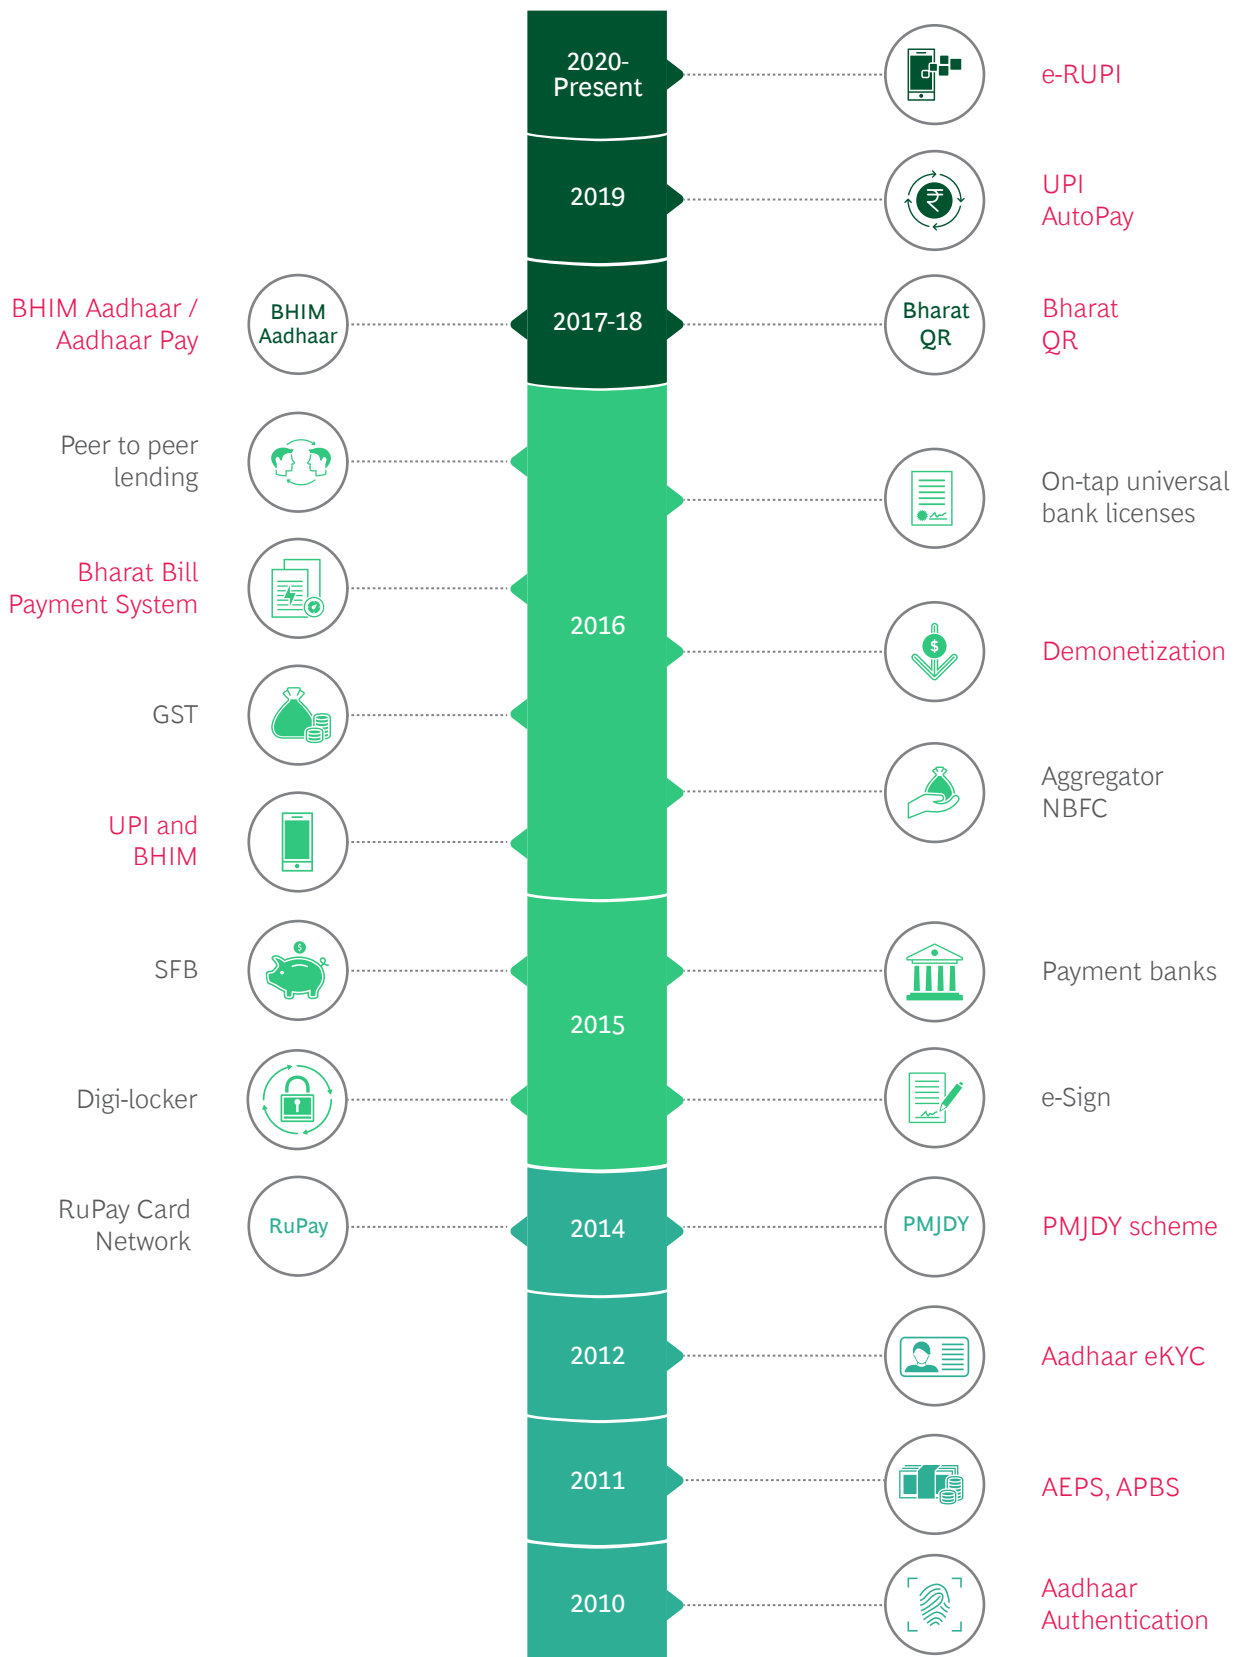 2020-
Present
e-RUPI
2019
UPI
AutoPay
BHIM Aadhaar /
Aadhaar Pay
BHIM
Aadhaar
2017-18
Bharat
QR
Bharat
QR
Peer to peer
lending
On-tap universal
bank licenses
Bharat Bill
Payment System
2016
$
Demonetization
GST
Aggregator
NBFC
UPI and
BHIM
SFB
$
Payment banks
2015
Digi-locker
e-Sign
RuPay Card
Network
RuPay
2014
PMJDY
PMJDY scheme
2012
Aadhaar eKYC
2011
AEPS, APBS
2010
Aadhaar
Authentication